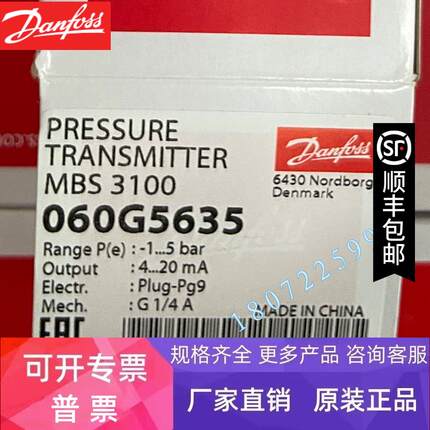 Danfoss
PRESSURE
TRANSMITTER
MBS 3100
060G5635
Range P(e) : -1...5 bar
Output : 4...20 mA
Electr. : Plug-Pg9
Mech. : G 1/4 A
Danfoss
6430 Nordborg
Denmark
MADE IN CHINA
EAC
SF
顺丰包邮
可开专票
普票
规格齐全 更多产品 咨询客服
厂家直销 原装正品